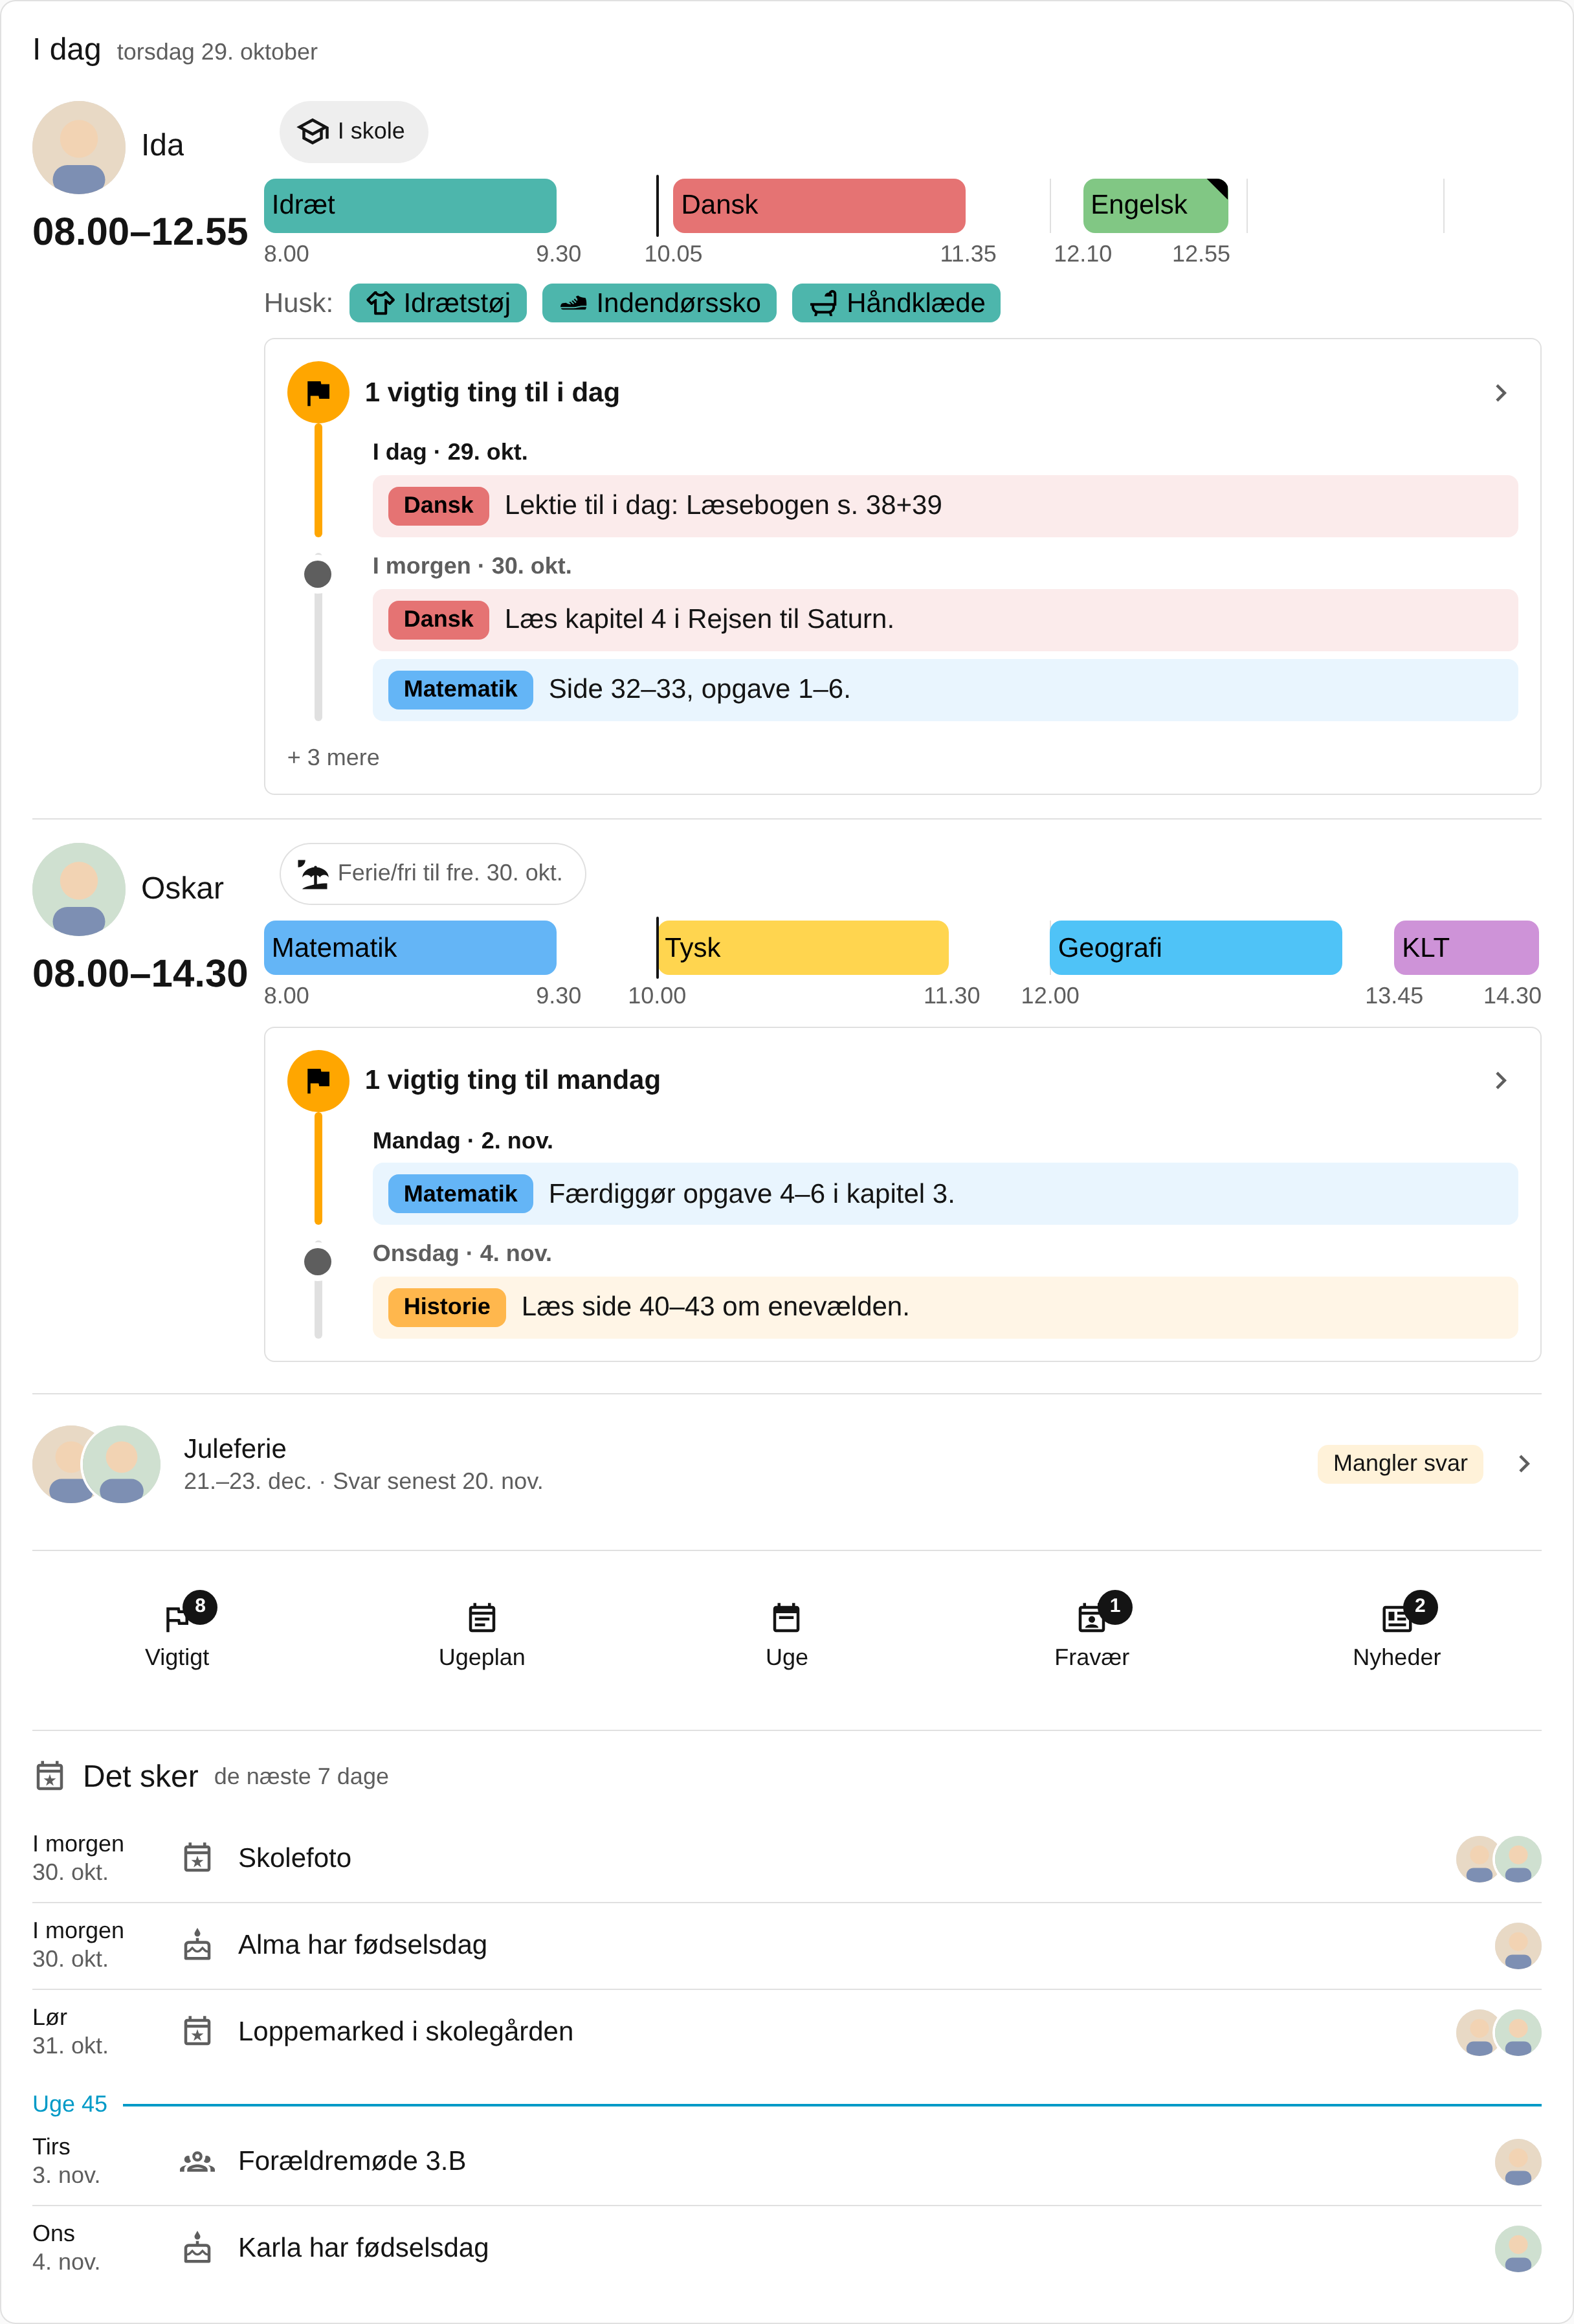 I dag torsdag 29. oktober
Ida
I skole
08.00–12.55
Idræt Dansk Engelsk
8.00 9.30 10.05 11.35 12.10 12.55
Husk: Idrætstøj Indendørssko Håndklæde
1 vigtig ting til i dag
I dag · 29. okt.
Dansk Lektie til i dag: Læsebogen s. 38+39
I morgen · 30. okt.
Dansk Læs kapitel 4 i Rejsen til Saturn.
Matematik Side 32–33, opgave 1–6.
+ 3 mere
Oskar
Ferie/fri til fre. 30. okt.
08.00–14.30
Matematik Tysk Geografi KLT
8.00 9.30 10.00 11.30 12.00 13.45 14.30
1 vigtig ting til mandag
Mandag · 2. nov.
Matematik Færdiggør opgave 4–6 i kapitel 3.
Onsdag · 4. nov.
Historie Læs side 40–43 om enevælden.
Juleferie
21.–23. dec. · Svar senest 20. nov.
Mangler svar
8 1 2
Vigtigt Ugeplan Uge Fravær Nyheder
Det sker de næste 7 dage
I morgen
30. okt.
Skolefoto
I morgen
30. okt.
Alma har fødselsdag
Lør
31. okt.
Loppemarked i skolegården
Uge 45
Tirs
3. nov.
Forældremøde 3.B
Ons
4. nov.
Karla har fødselsdag